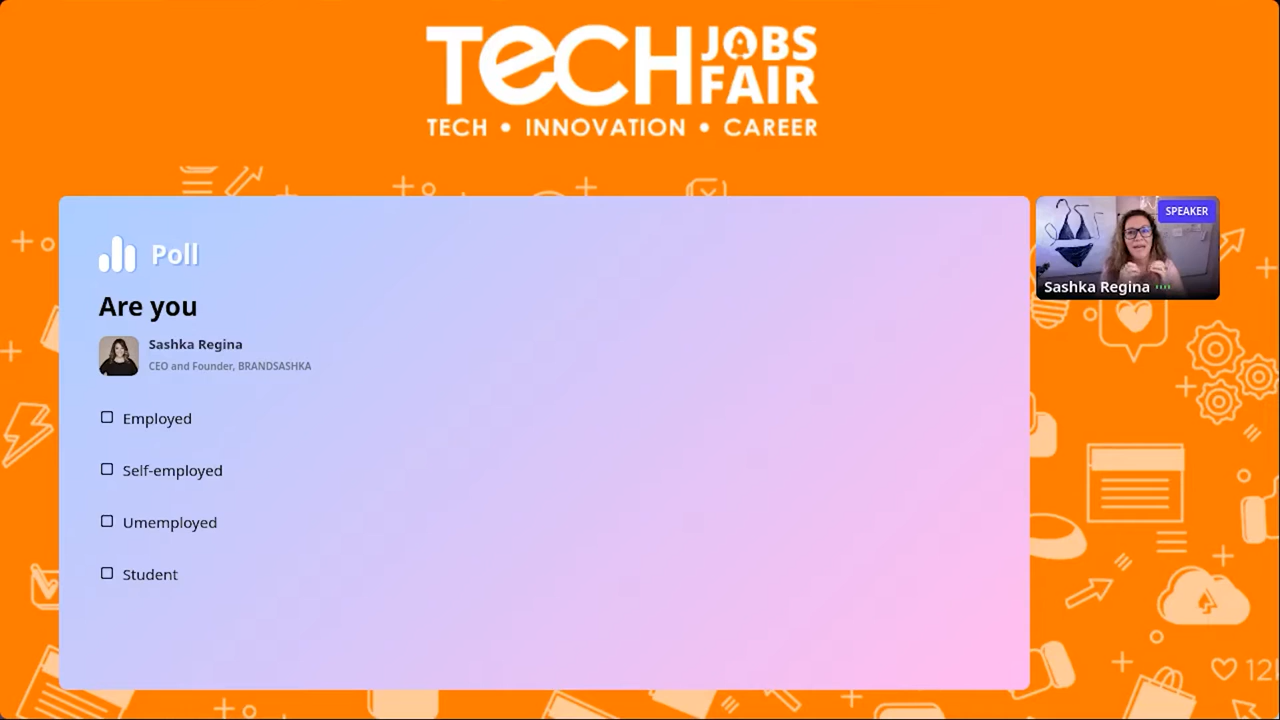 TECH JOBS FAIR
TECH • INNOVATION • CAREER
SPEAKER
Sashka Regina
Poll
Are you
Sashka Regina
CEO and Founder, BRANDSASHKA
Employed
Self-employed
Umemployed
Student